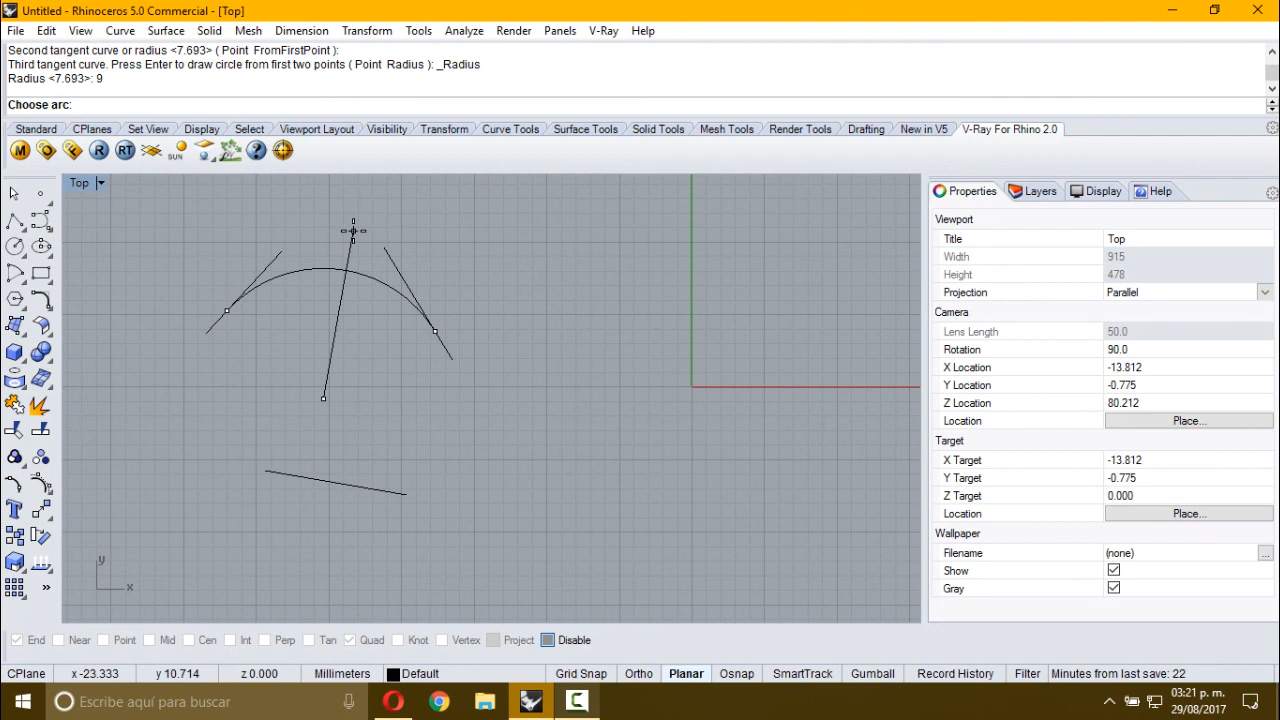 Untitled - Rhinoceros 5.0 Commercial - [Top]
File Edit View Curve Surface Solid Mesh Dimension Transform Tools Analyze Render Panels V-Ray Help
Second tangent curve or radius <7.693> ( Point FromFirstPoint ):
Third tangent curve. Press Enter to draw circle from first two points ( Point Radius ): _Radius
Radius <7.693>: 9
Choose arc:
Standard CPlanes Set View Display Select Viewport Layout Visibility Transform Curve Tools Surface Tools Solid Tools Mesh Tools Render Tools Drafting New in V5 V-Ray For Rhino 2.0
M R RT SUN ?
Top
Properties Layers Display Help
Viewport
Title Top
Width 915
Height 478
Projection Parallel
Camera
Lens Length 50.0
Rotation 90.0
X Location -13.812
Y Location -0.775
Z Location 80.212
Location Place...
Target
X Target -13.812
Y Target -0.775
Z Target 0.000
Location Place...
Wallpaper
Filename (none) ...
Show
Gray
y
x
End Near Point Mid Cen Int Perp Tan Quad Knot Vertex Project Disable
CPlane x -23.333 y 10.714 z 0.000 Millimeters Default Grid Snap Ortho Planar Osnap SmartTrack Gumball Record History Filter Minutes from last save: 22
Escribe aquí para buscar
03:21 p. m.
29/08/2017